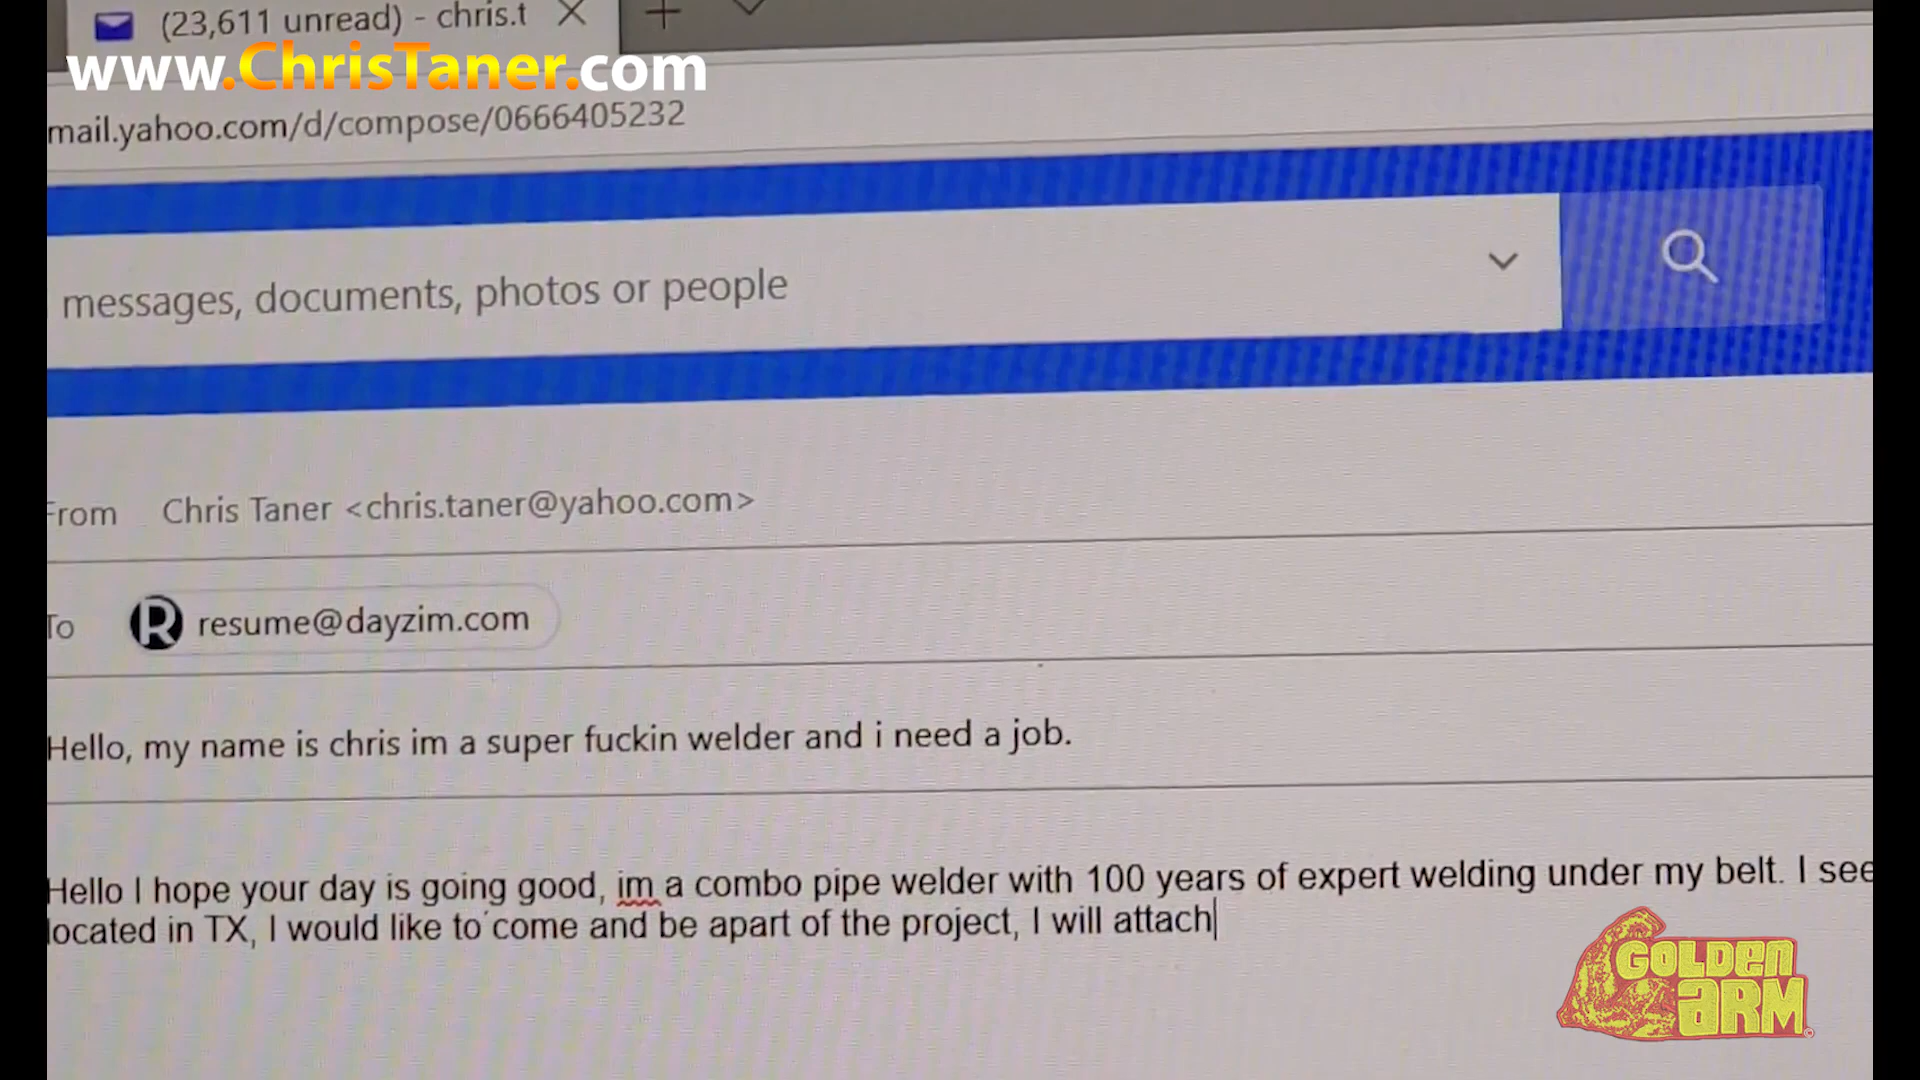 (23,611 unread) - chris.t
www.ChrisTaner.com
mail.yahoo.com/d/compose/0666405232
messages, documents, photos or people
From Chris Taner <chris.taner@yahoo.com>
To R resume@dayzim.com
Hello, my name is chris im a super fuckin welder and i need a job.
Hello I hope your day is going good, im a combo pipe welder with 100 years of expert welding under my belt. I see
located in TX, I would like to come and be apart of the project, I will attach
GOLDEN
ARM